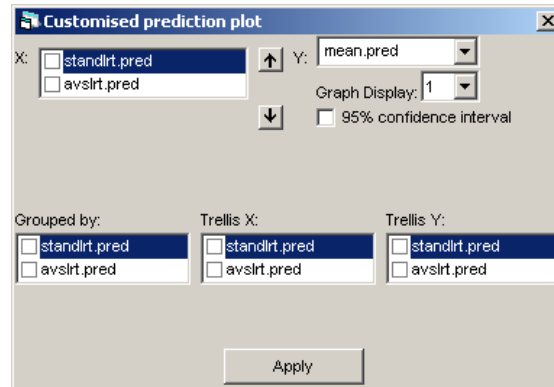 Customised prediction plot
X:
standlrt.pred
avslrt.pred
Y:
mean.pred
Graph Display:
1
95% confidence interval
Grouped by:
standlrt.pred
avslrt.pred
Trellis X:
standlrt.pred
avslrt.pred
Trellis Y:
standlrt.pred
avslrt.pred
Apply